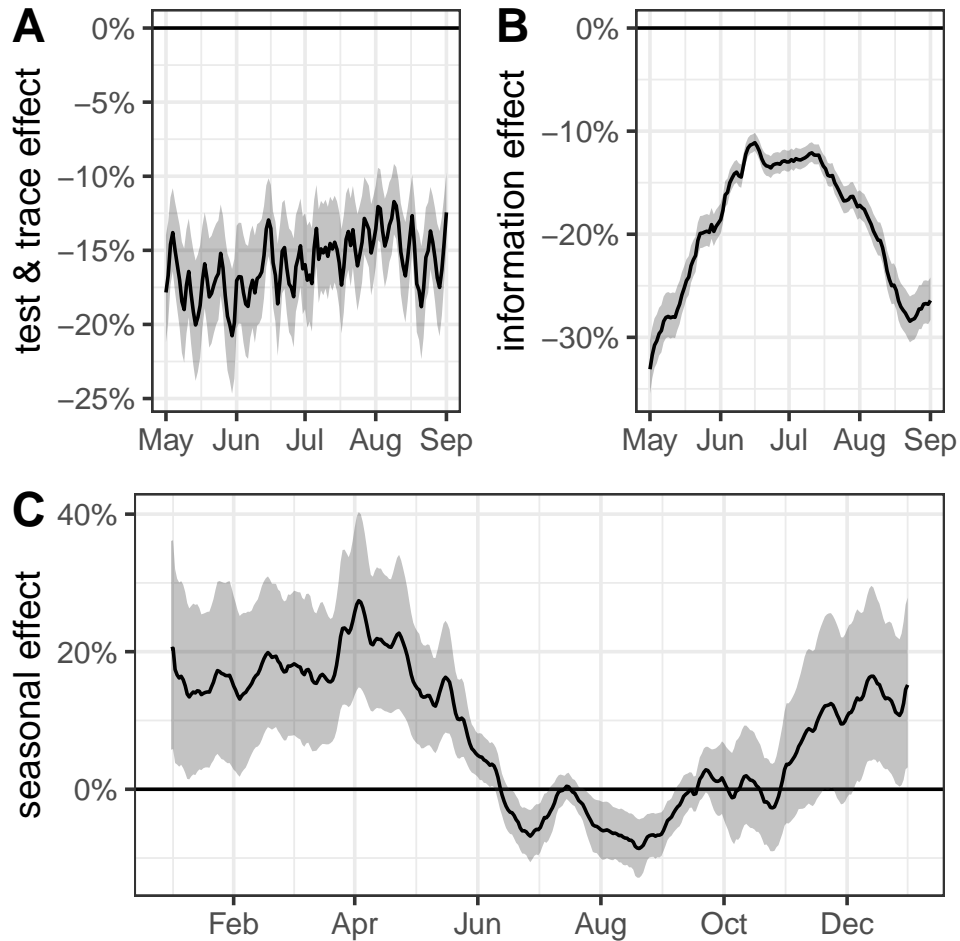 A
test & trace effect
0%
−5%
−10%
−15%
−20%
−25%
May Jun Jul Aug Sep
B
information effect
0%
−10%
−20%
−30%
May Jun Jul Aug Sep
C
seasonal effect
40%
20%
0%
Feb Apr Jun Aug Oct Dec